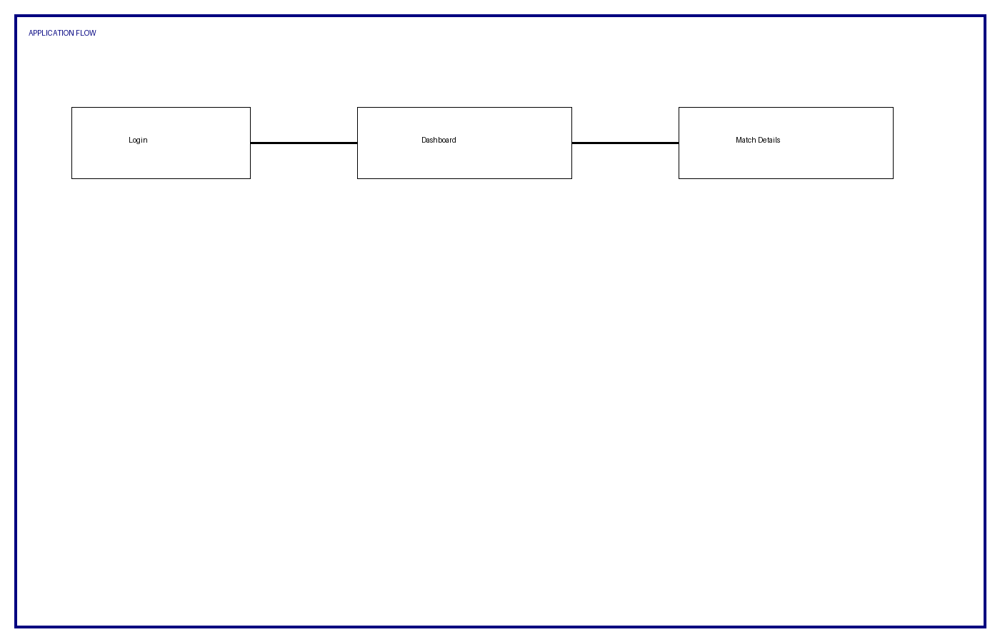 APPLICATION FLOW
Login
Dashboard
Match Details